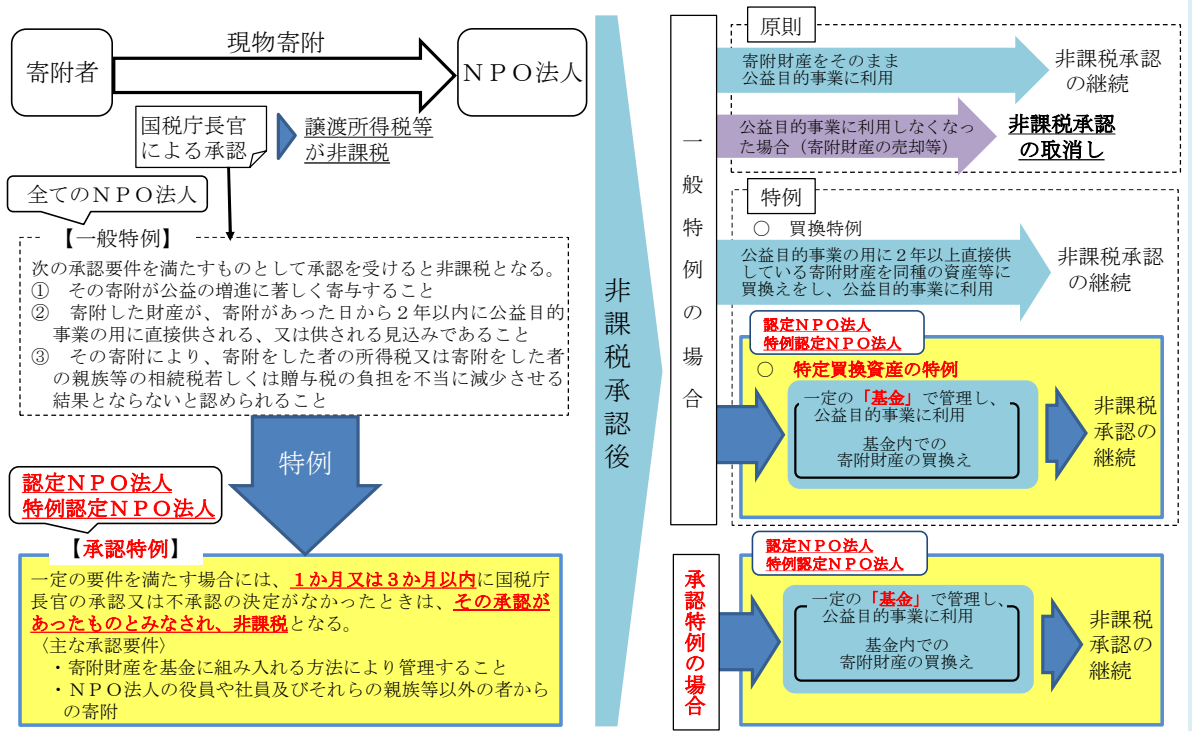 現物寄附
寄附者
ＮＰＯ法人
国税庁長官
による承認
譲渡所得税等
が非課税
全てのＮＰＯ法人
【一般特例】
次の承認要件を満たすものとして承認を受けると非課税となる。
①　その寄附が公益の増進に著しく寄与すること
②　寄附した財産が、寄附があった日から２年以内に公益目的
事業の用に直接供される、又は供される見込みであること
③　その寄附により、寄附をした者の所得税又は寄附をした者
の親族等の相続税若しくは贈与税の負担を不当に減少させる
結果とならないと認められること
特例
認定ＮＰＯ法人
特例認定ＮＰＯ法人
【承認特例】
一定の要件を満たす場合には、１か月又は３か月以内に国税庁
長官の承認又は不承認の決定がなかったときは、その承認が
あったものとみなされ、非課税となる。
〈主な承認要件〉
・寄附財産を基金に組み入れる方法により管理すること
・ＮＰＯ法人の役員や社員及びそれらの親族等以外の者から
の寄附
非課税承認後
一般特例の場合
原則
寄附財産をそのまま
公益目的事業に利用
非課税承認
の継続
公益目的事業に利用しなくなっ
た場合（寄附財産の売却等）
非課税承認
の取消し
特例
○　買換特例
公益目的事業の用に２年以上直接供
している寄附財産を同種の資産等に
買換えをし、公益目的事業に利用
非課税承認
の継続
認定ＮＰＯ法人
特例認定ＮＰＯ法人
○　特定買換資産の特例
一定の「基金」で管理し、
公益目的事業に利用
基金内での
寄附財産の買換え
非課税
承認の
継続
承認特例の場合
認定ＮＰＯ法人
特例認定ＮＰＯ法人
一定の「基金」で管理し、
公益目的事業に利用
基金内での
寄附財産の買換え
非課税
承認の
継続